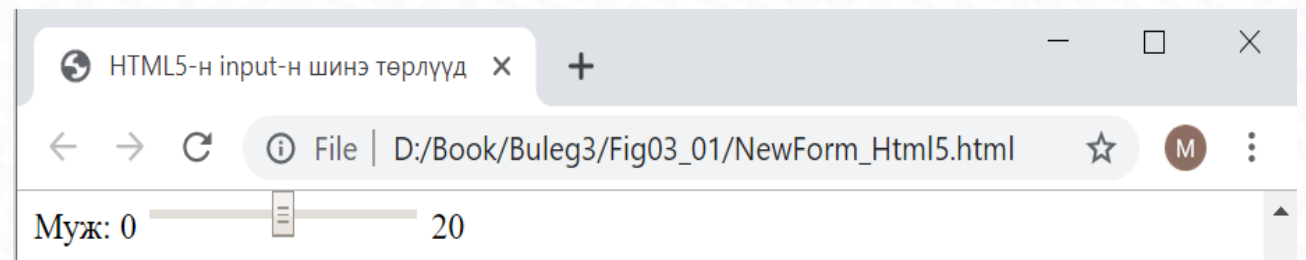 HTML5-н input-н шинэ төрлүүд
File | D:/Book/Buleg3/Fig03_01/NewForm_Html5.html M
Муж: 0 20